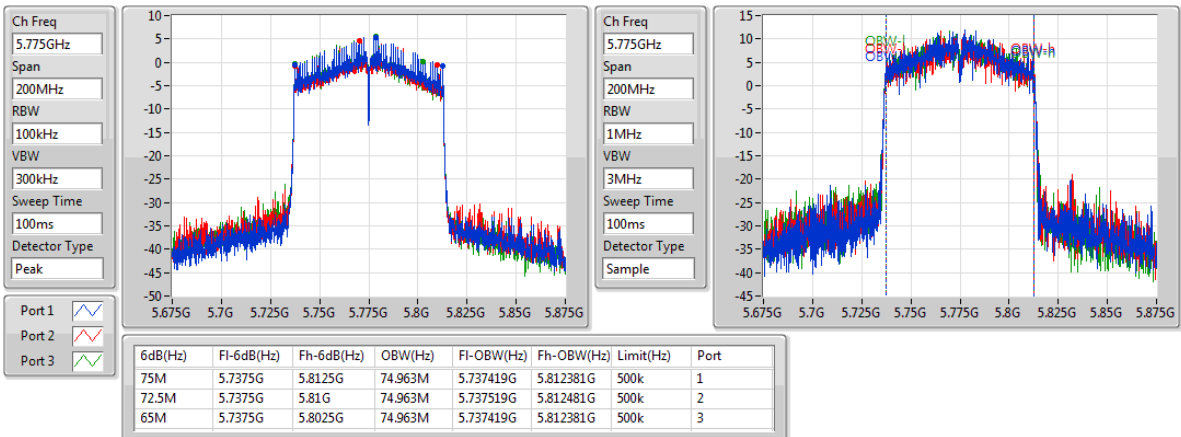 Ch Freq
5.775GHz
Span
200MHz
RBW
100kHz
VBW
300kHz
Sweep Time
100ms
Detector Type
Peak
Port 1
Port 2
Port 3
10
5
0
-5
-10
-15
-20
-25
-30
-35
-40
-45
-50
5.675G 5.7G 5.725G 5.75G 5.775G 5.8G 5.825G 5.85G 5.875G
Ch Freq
5.775GHz
Span
200MHz
RBW
1MHz
VBW
3MHz
Sweep Time
100ms
Detector Type
Sample
15
10
5
0
-5
-10
-15
-20
-25
-30
-35
-40
-45
OBW-h
5.675G 5.7G 5.725G 5.75G 5.775G 5.8G 5.825G 5.85G 5.875G
6dB(Hz) Fl-6dB(Hz) Fh-6dB(Hz) OBW(Hz) Fl-OBW(Hz) Fh-OBW(Hz) Limit(Hz) Port
75M 5.7375G 5.8125G 74.963M 5.737419G 5.812381G 500k 1
72.5M 5.7375G 5.81G 74.963M 5.737519G 5.812481G 500k 2
65M 5.7375G 5.8025G 74.963M 5.737419G 5.812381G 500k 3